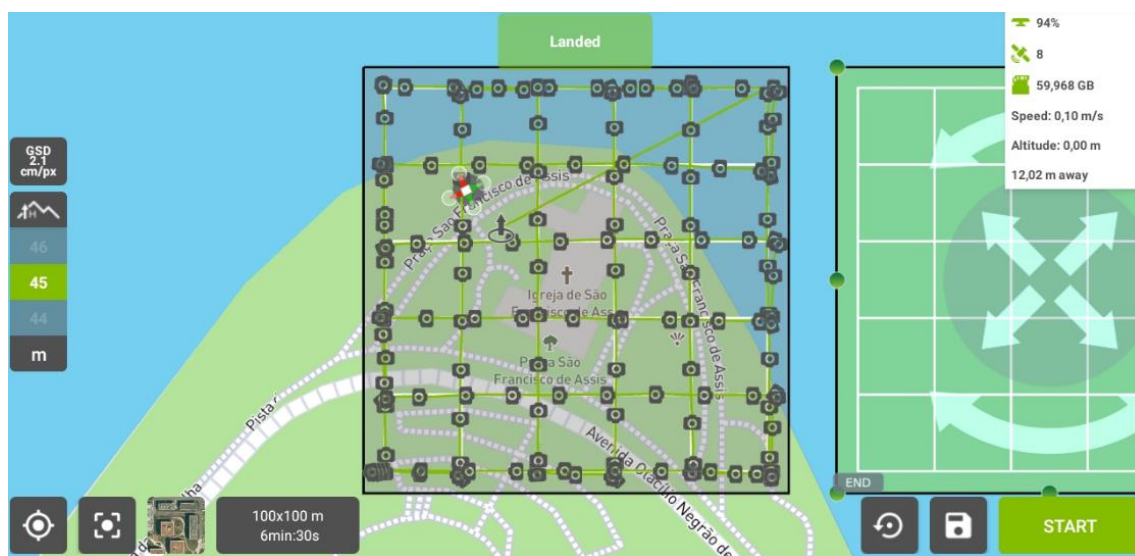 Landed
94%
8
59,968 GB
Speed: 0,10 m/s
Altitude: 0,00 m
12,02 m away
GSD
2.1
cm/px
H
46
45
44
m
Praça São Francisco de Assis
Praça São Francisco de Assis
Igreja de São
Francisco de Ass
Praça São
Francisco de Assis
Pista
Avenida Otacílio Negrão de
END
100x100 m
6min:30s
START